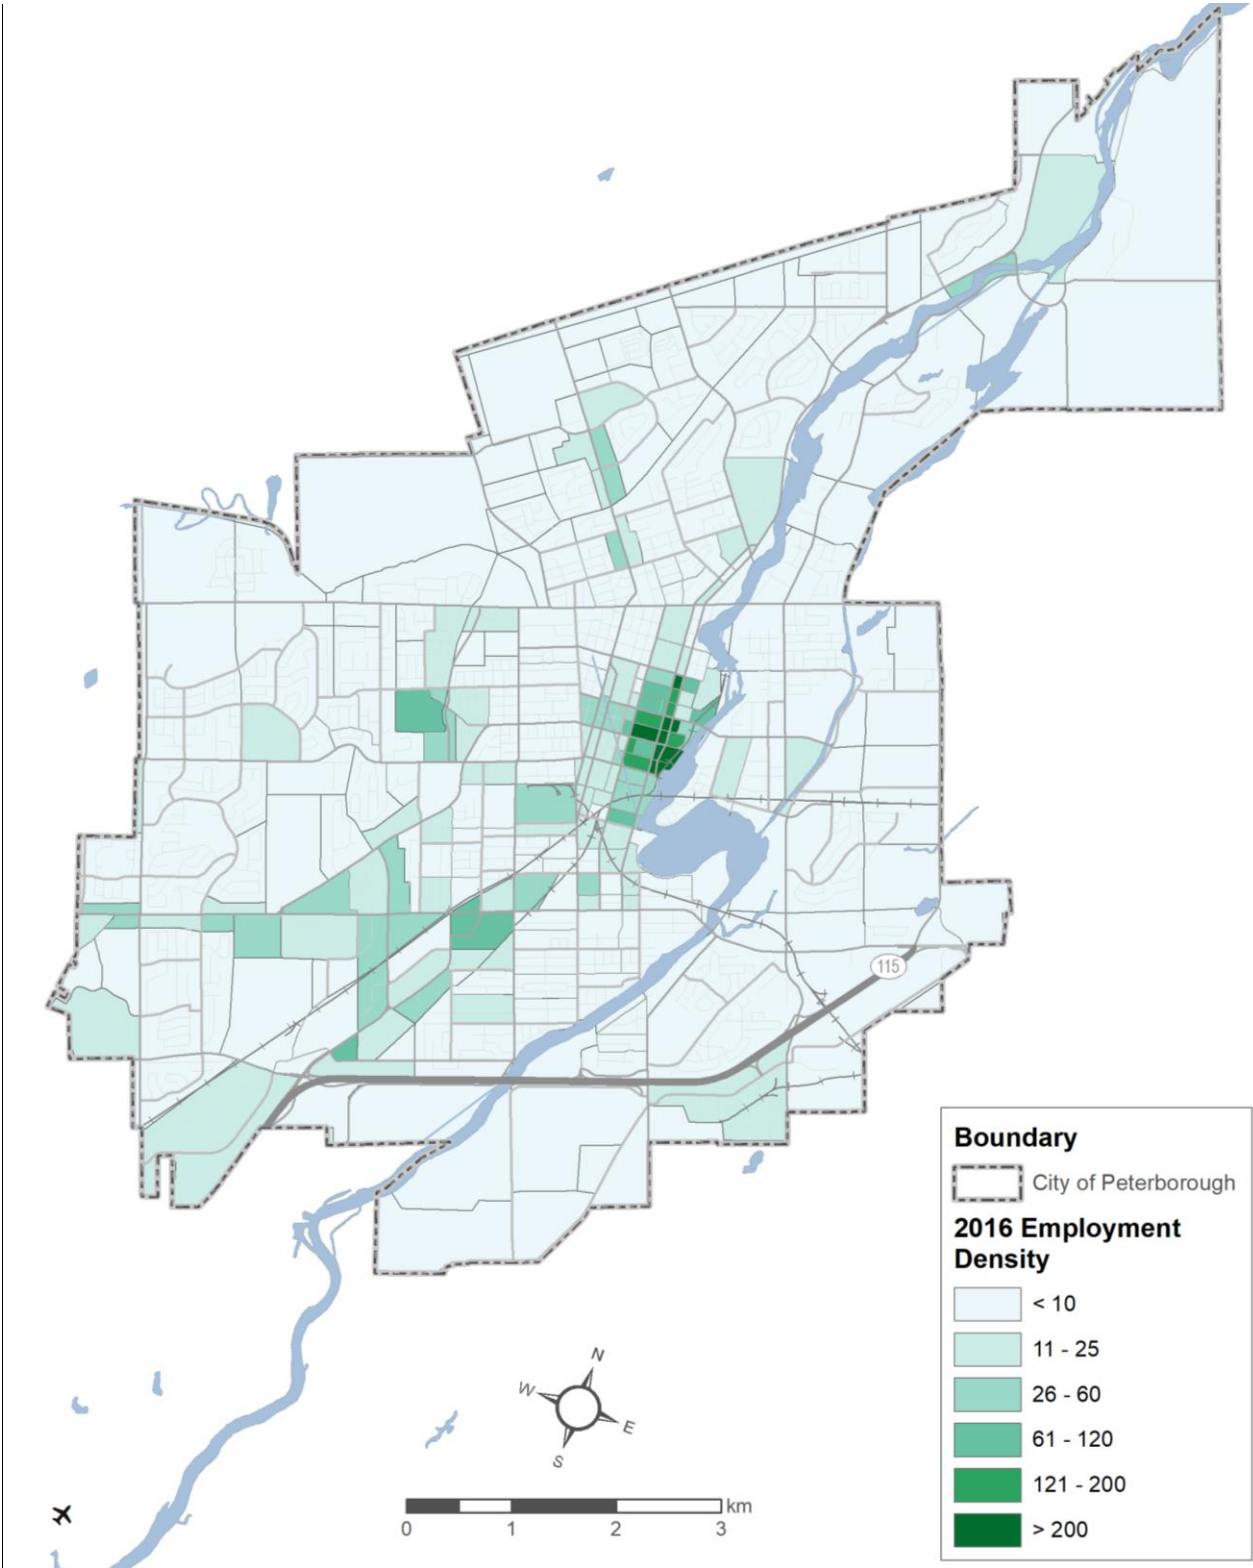 115
Boundary
City of Peterborough
2016 Employment
Density
< 10
11 - 25
26 - 60
61 - 120
121 - 200
> 200
N
W
E
S
km
0 1 2 3